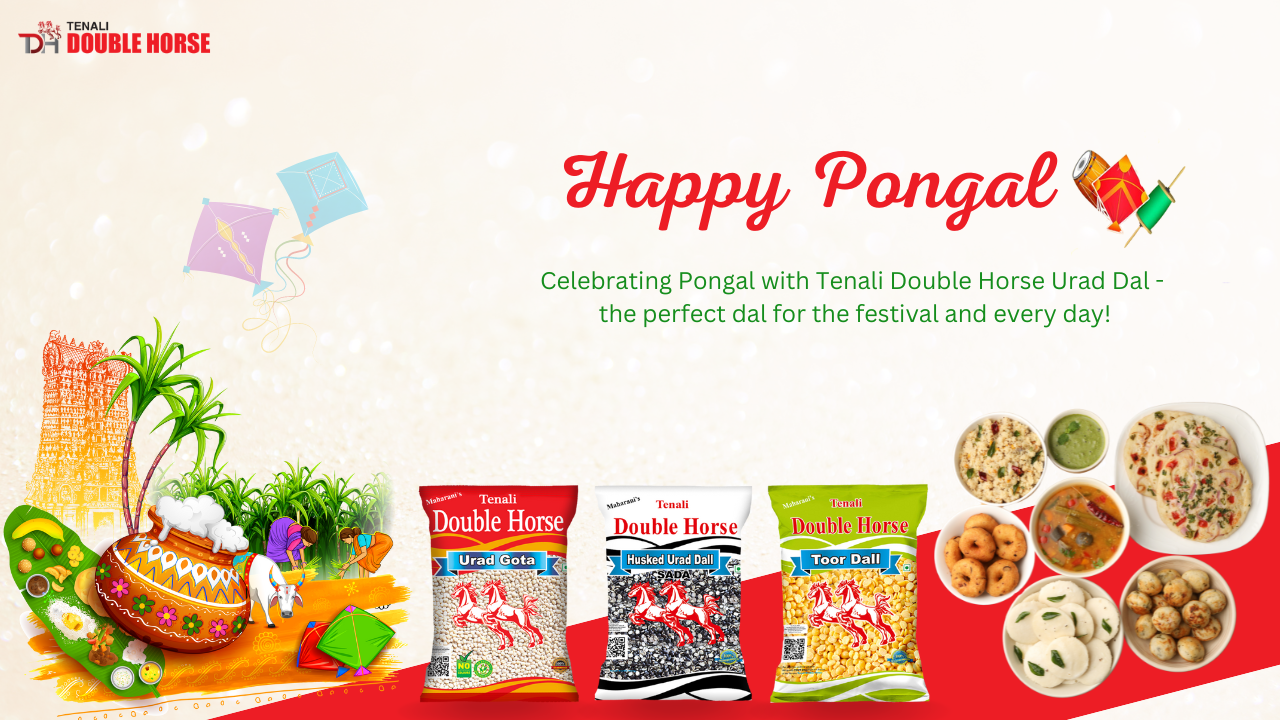 TENALI
DOUBLE HORSE
Happy Pongal
Celebrating Pongal with Tenali Double Horse Urad Dal -
the perfect dal for the festival and every day!
Maharani's
Tenali
Double Horse
Urad Gota
NO
Maharani's
Tenali
Double Horse
Husked Urad Dall
SADA
Maharani's
Tenali
Double Horse
Toor Dall